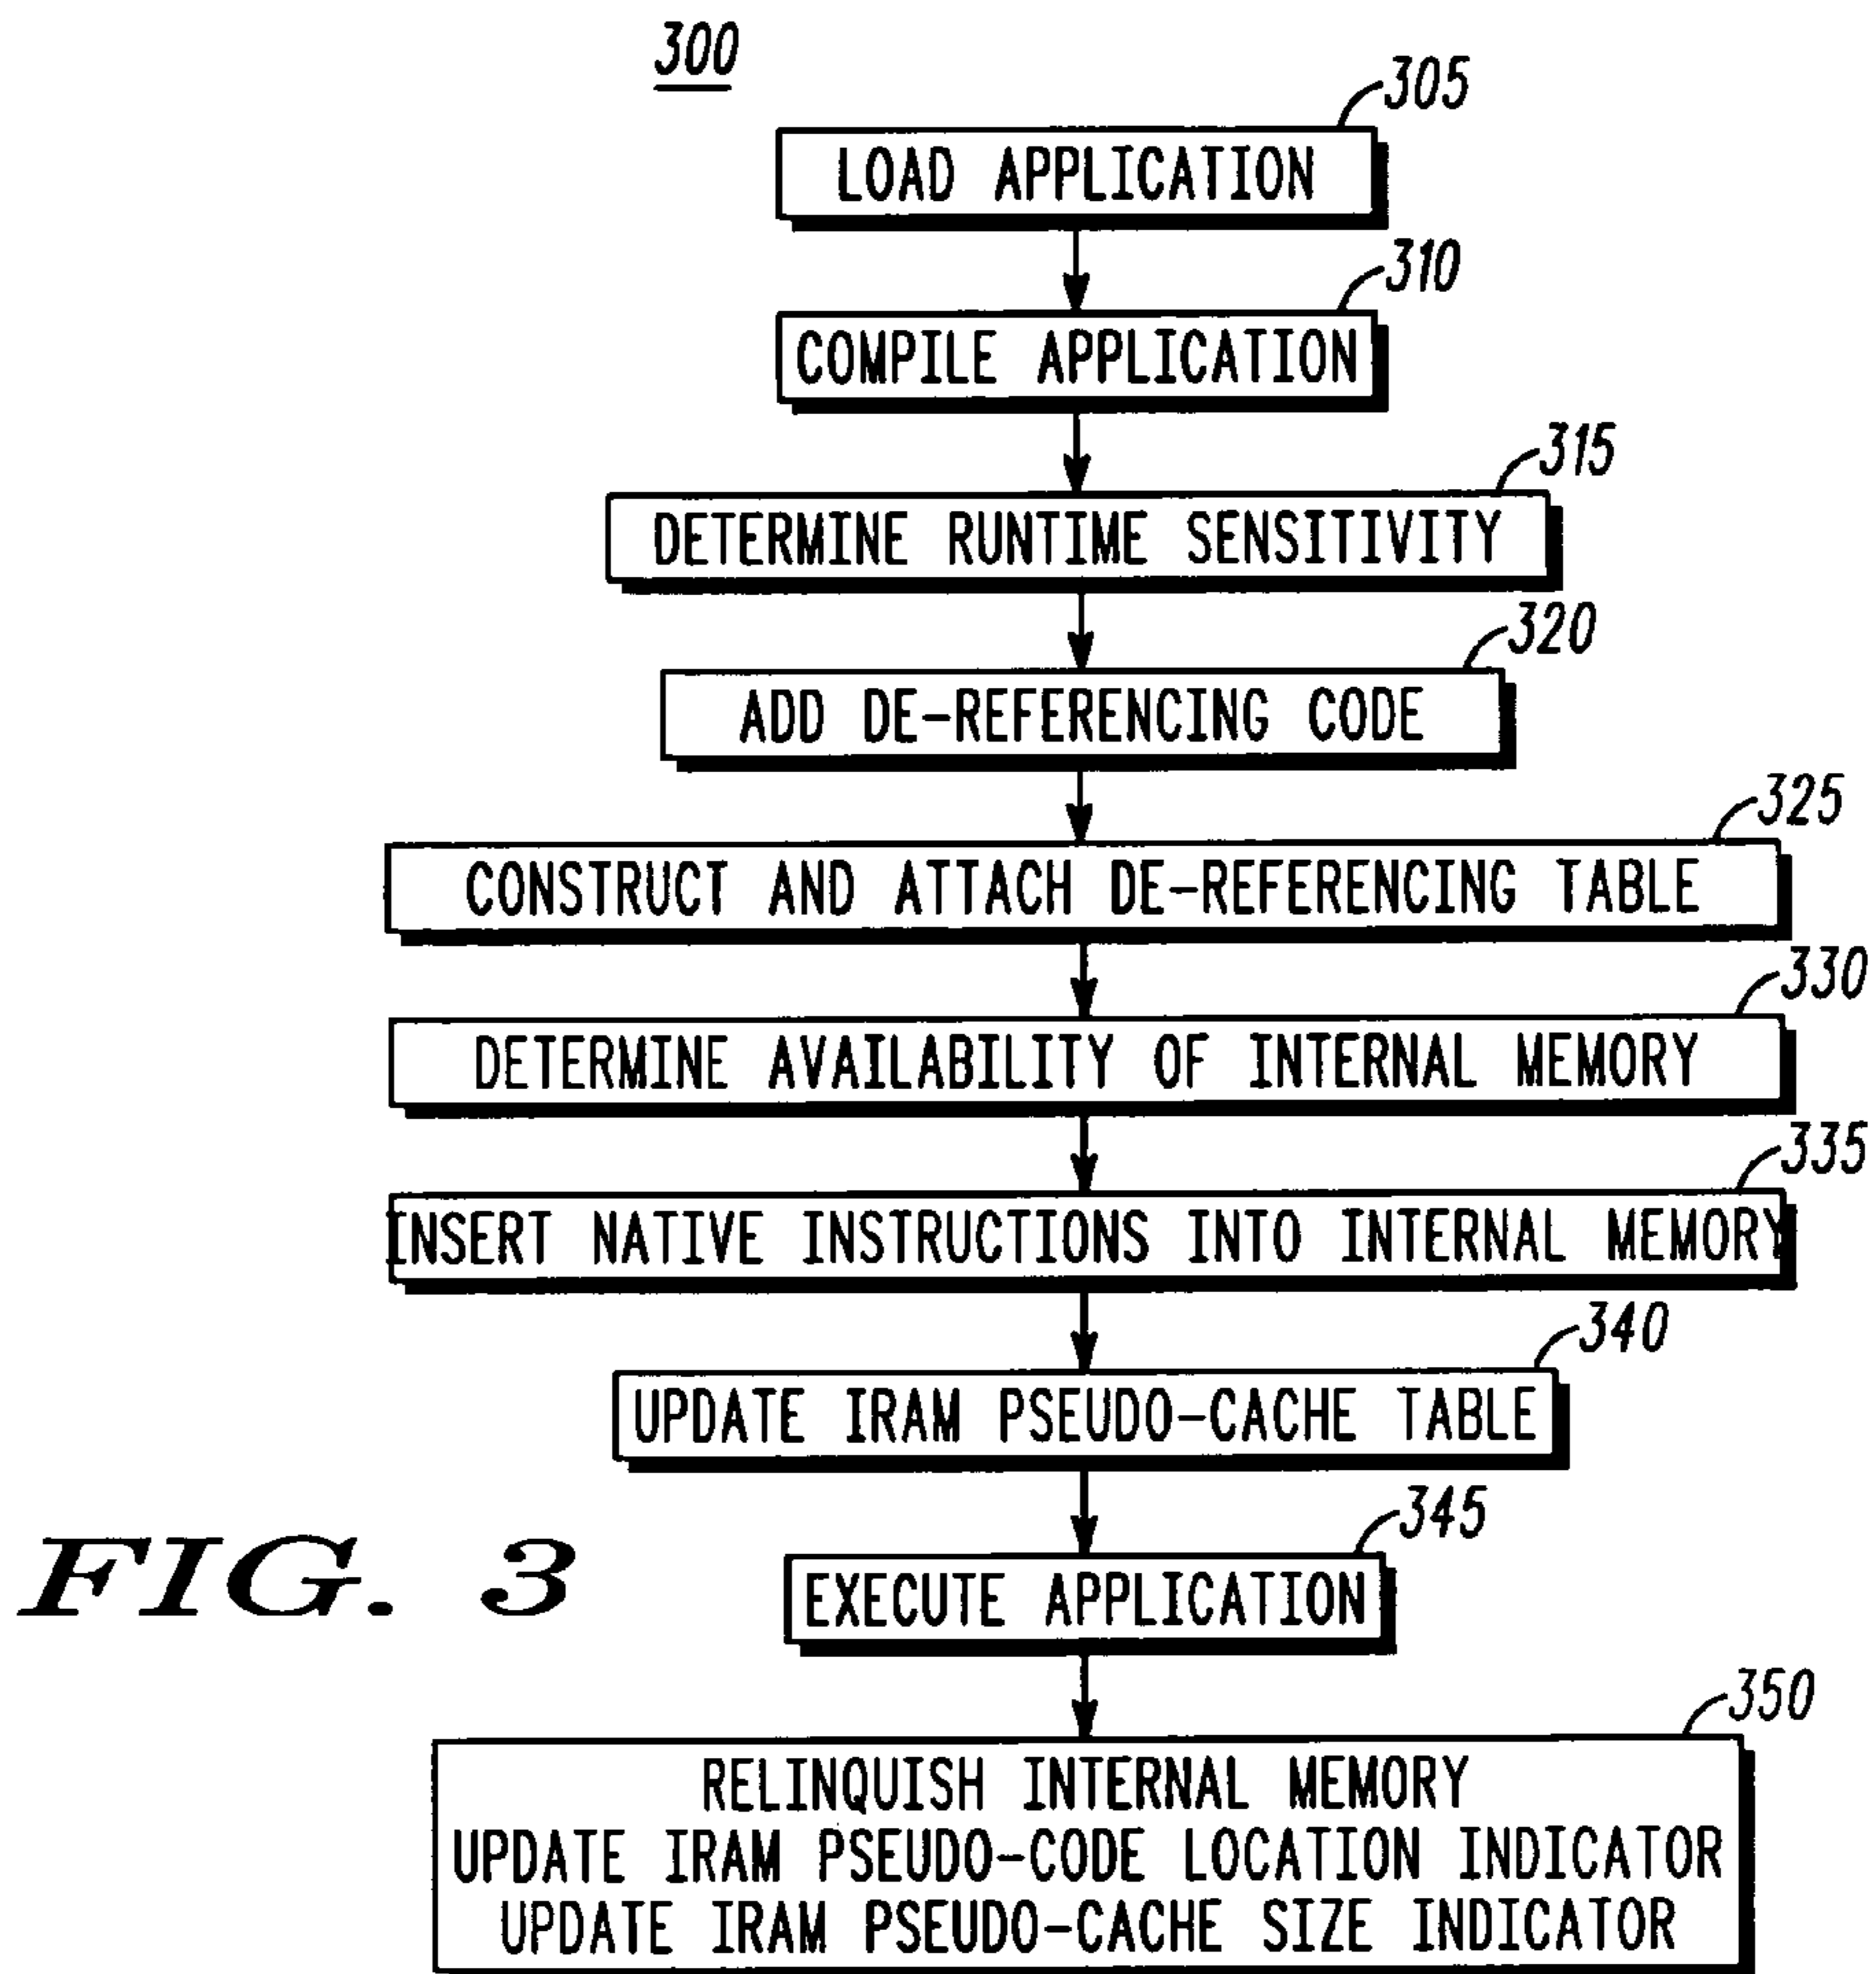 300
305
LOAD APPLICATION
310
COMPILE APPLICATION
315
DETERMINE RUNTIME SENSITIVITY
320
ADD DE-REFERENCING CODE
325
CONSTRUCT AND ATTACH DE-REFERENCING TABLE
330
DETERMINE AVAILABILITY OF INTERNAL MEMORY
335
INSERT NATIVE INSTRUCTIONS INTO INTERNAL MEMORY
340
UPDATE IRAM PSEUDO-CACHE TABLE
345
EXECUTE APPLICATION
FIG. 3
350
RELINQUISH INTERNAL MEMORY
UPDATE IRAM PSEUDO-CODE LOCATION INDICATOR
UPDATE IRAM PSEUDO-CACHE SIZE INDICATOR